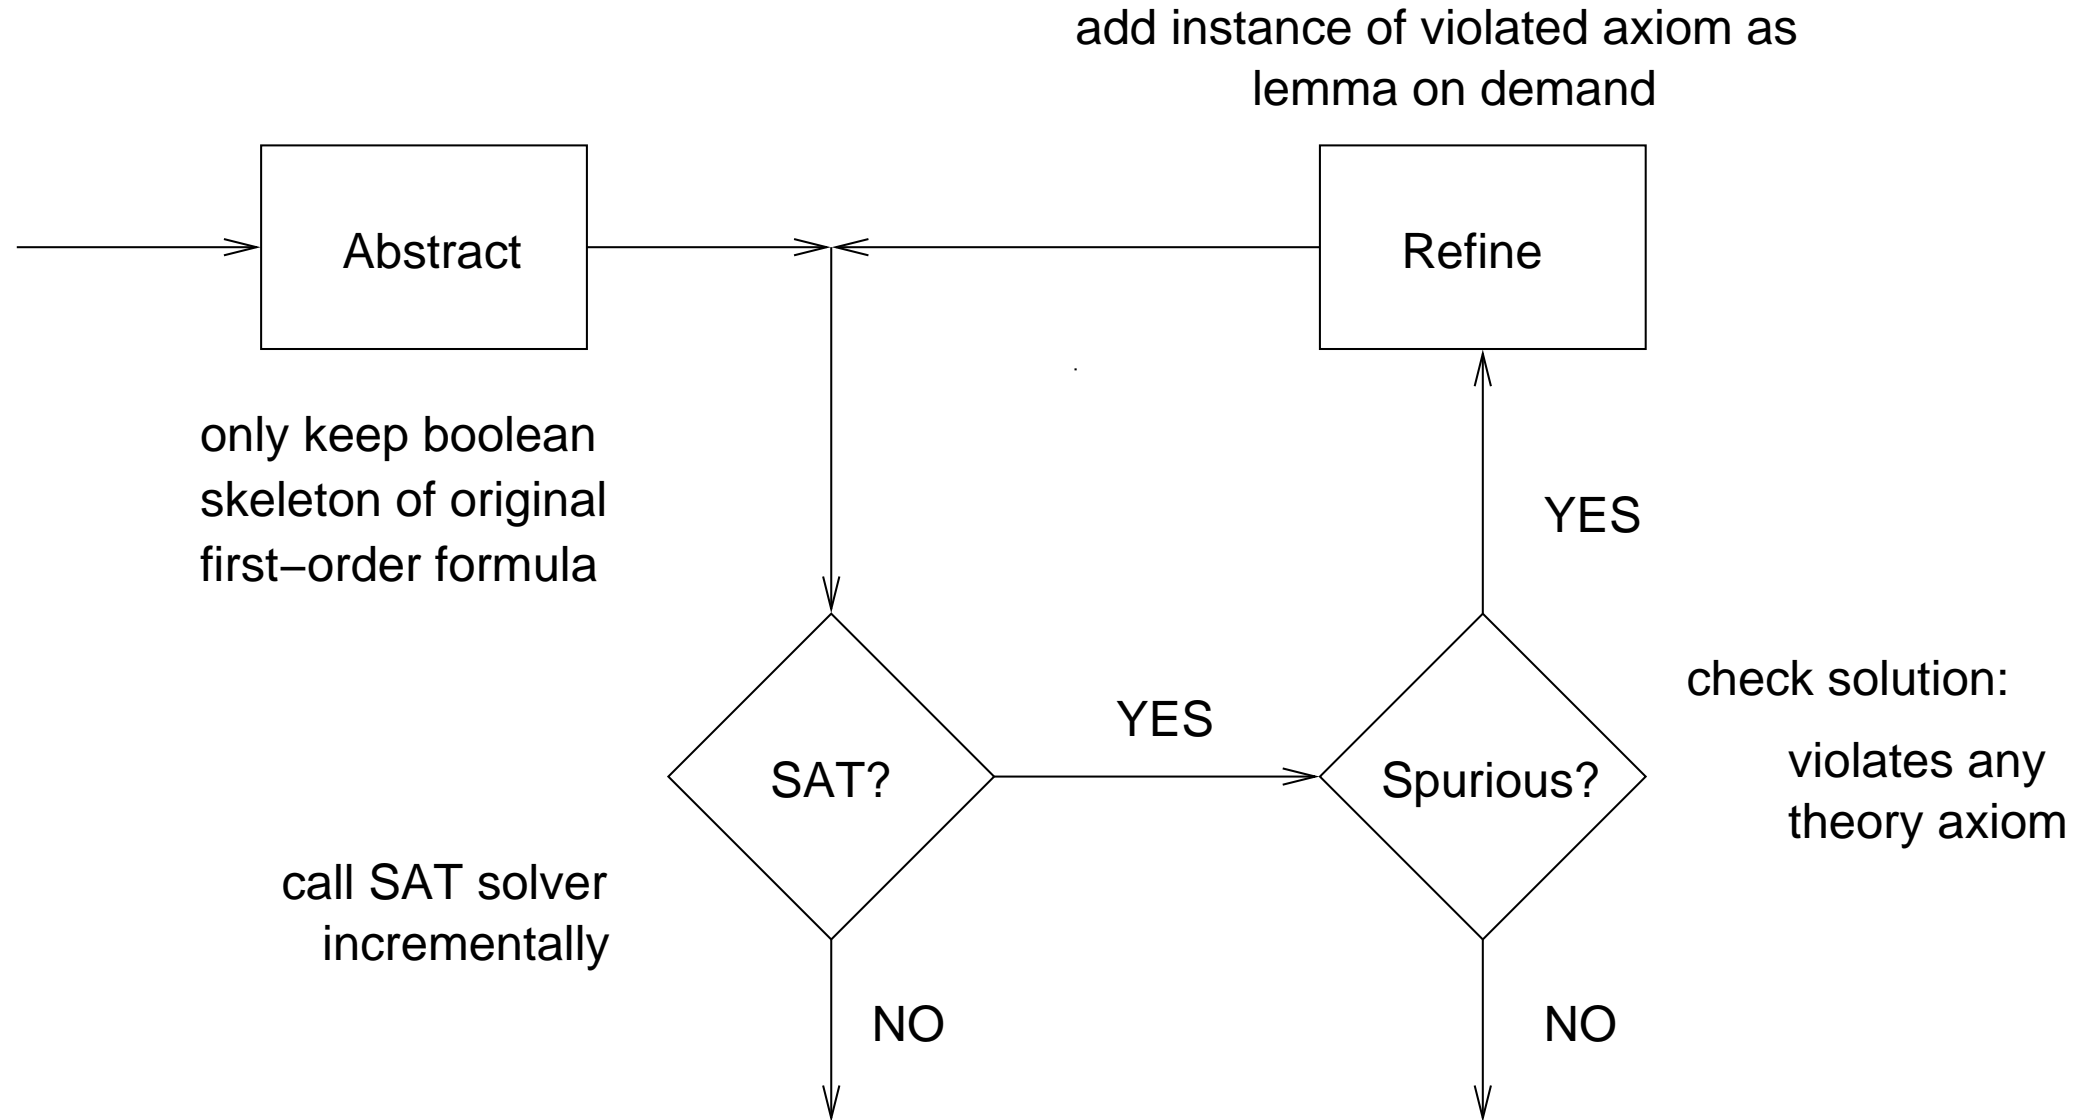 add instance of violated axiom as
lemma on demand
Abstract
Refine
only keep boolean
skeleton of original
first–order formula
YES
check solution:
violates any
theory axiom
YES
SAT?
Spurious?
call SAT solver
incrementally
NO
NO